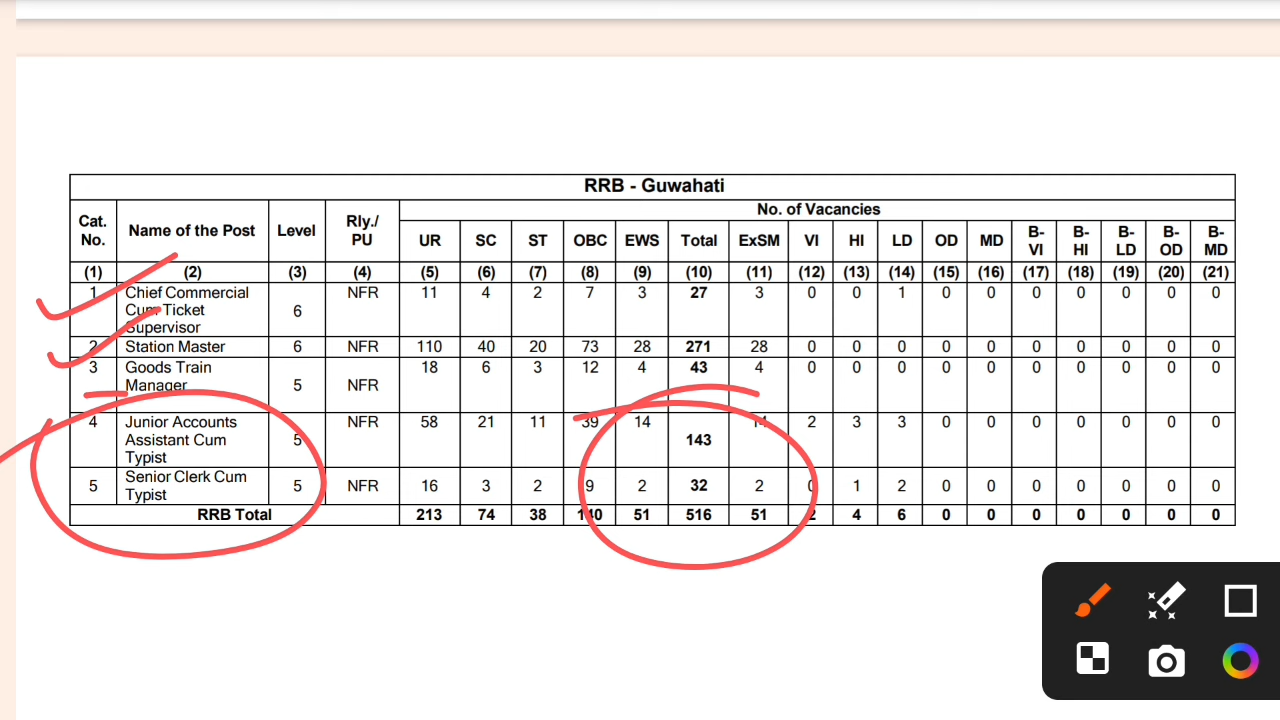 RRB - Guwahati
Cat. No. Name of the Post Level Rly./ PU No. of Vacancies
UR SC ST OBC EWS Total ExSM VI HI LD OD MD B-VI B-HI B-LD B-OD B-MD
(1) (2) (3) (4) (5) (6) (7) (8) (9) (10) (11) (12) (13) (14) (15) (16) (17) (18) (19) (20) (21)
1 Chief Commercial Cum Ticket Supervisor 6 NFR 11 4 2 7 3 27 3 0 0 1 0 0 0 0 0 0 0
2 Station Master 6 NFR 110 40 20 73 28 271 28 0 0 0 0 0 0 0 0 0 0
3 Goods Train Manager 5 NFR 18 6 3 12 4 43 4 0 0 0 0 0 0 0 0 0 0
4 Junior Accounts Assistant Cum Typist 5 NFR 58 21 11 39 14 143 14 2 3 3 0 0 0 0 0 0 0
5 Senior Clerk Cum Typist 5 NFR 16 3 2 9 2 32 2 0 1 2 0 0 0 0 0 0 0
RRB Total 213 74 38 140 51 516 51 2 4 6 0 0 0 0 0 0 0